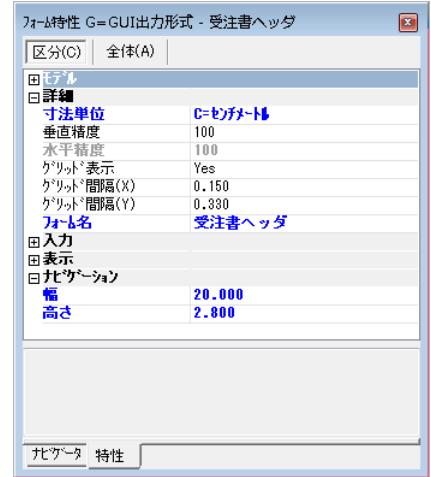 ﾌｫｰﾑ特性 G=GUI出力形式 - 受注書ヘッダ
区分(C) 全体(A)
ﾓﾃﾞﾙ
詳細
寸法単位 C=ｾﾝﾁﾒｰﾄﾙ
垂直精度 100
水平精度 100
ｸﾞﾘｯﾄﾞ表示 Yes
ｸﾞﾘｯﾄﾞ間隔(X) 0.150
ｸﾞﾘｯﾄﾞ間隔(Y) 0.330
ﾌｫｰﾑ名 受注書ヘッダ
入力
表示
ﾅﾋﾞｹﾞｰｼｮﾝ
幅 20.000
高さ 2.800
ﾅﾋﾞｹﾞｰﾀ 特性